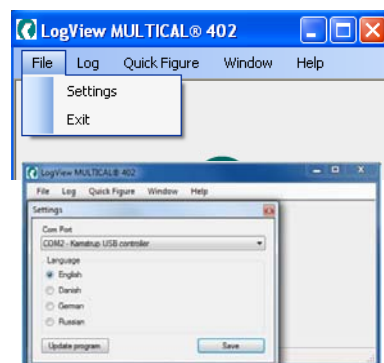 LogView MULTICAL® 402
File Log Quick Figure Window Help
Settings
Exit
LogView MULTICAL® 402
File Log Quick Figure Window Help
Settings
Com Port
COM2 - Kamstrup USB controller
Language
English
Danish
German
Russian
Update program Save